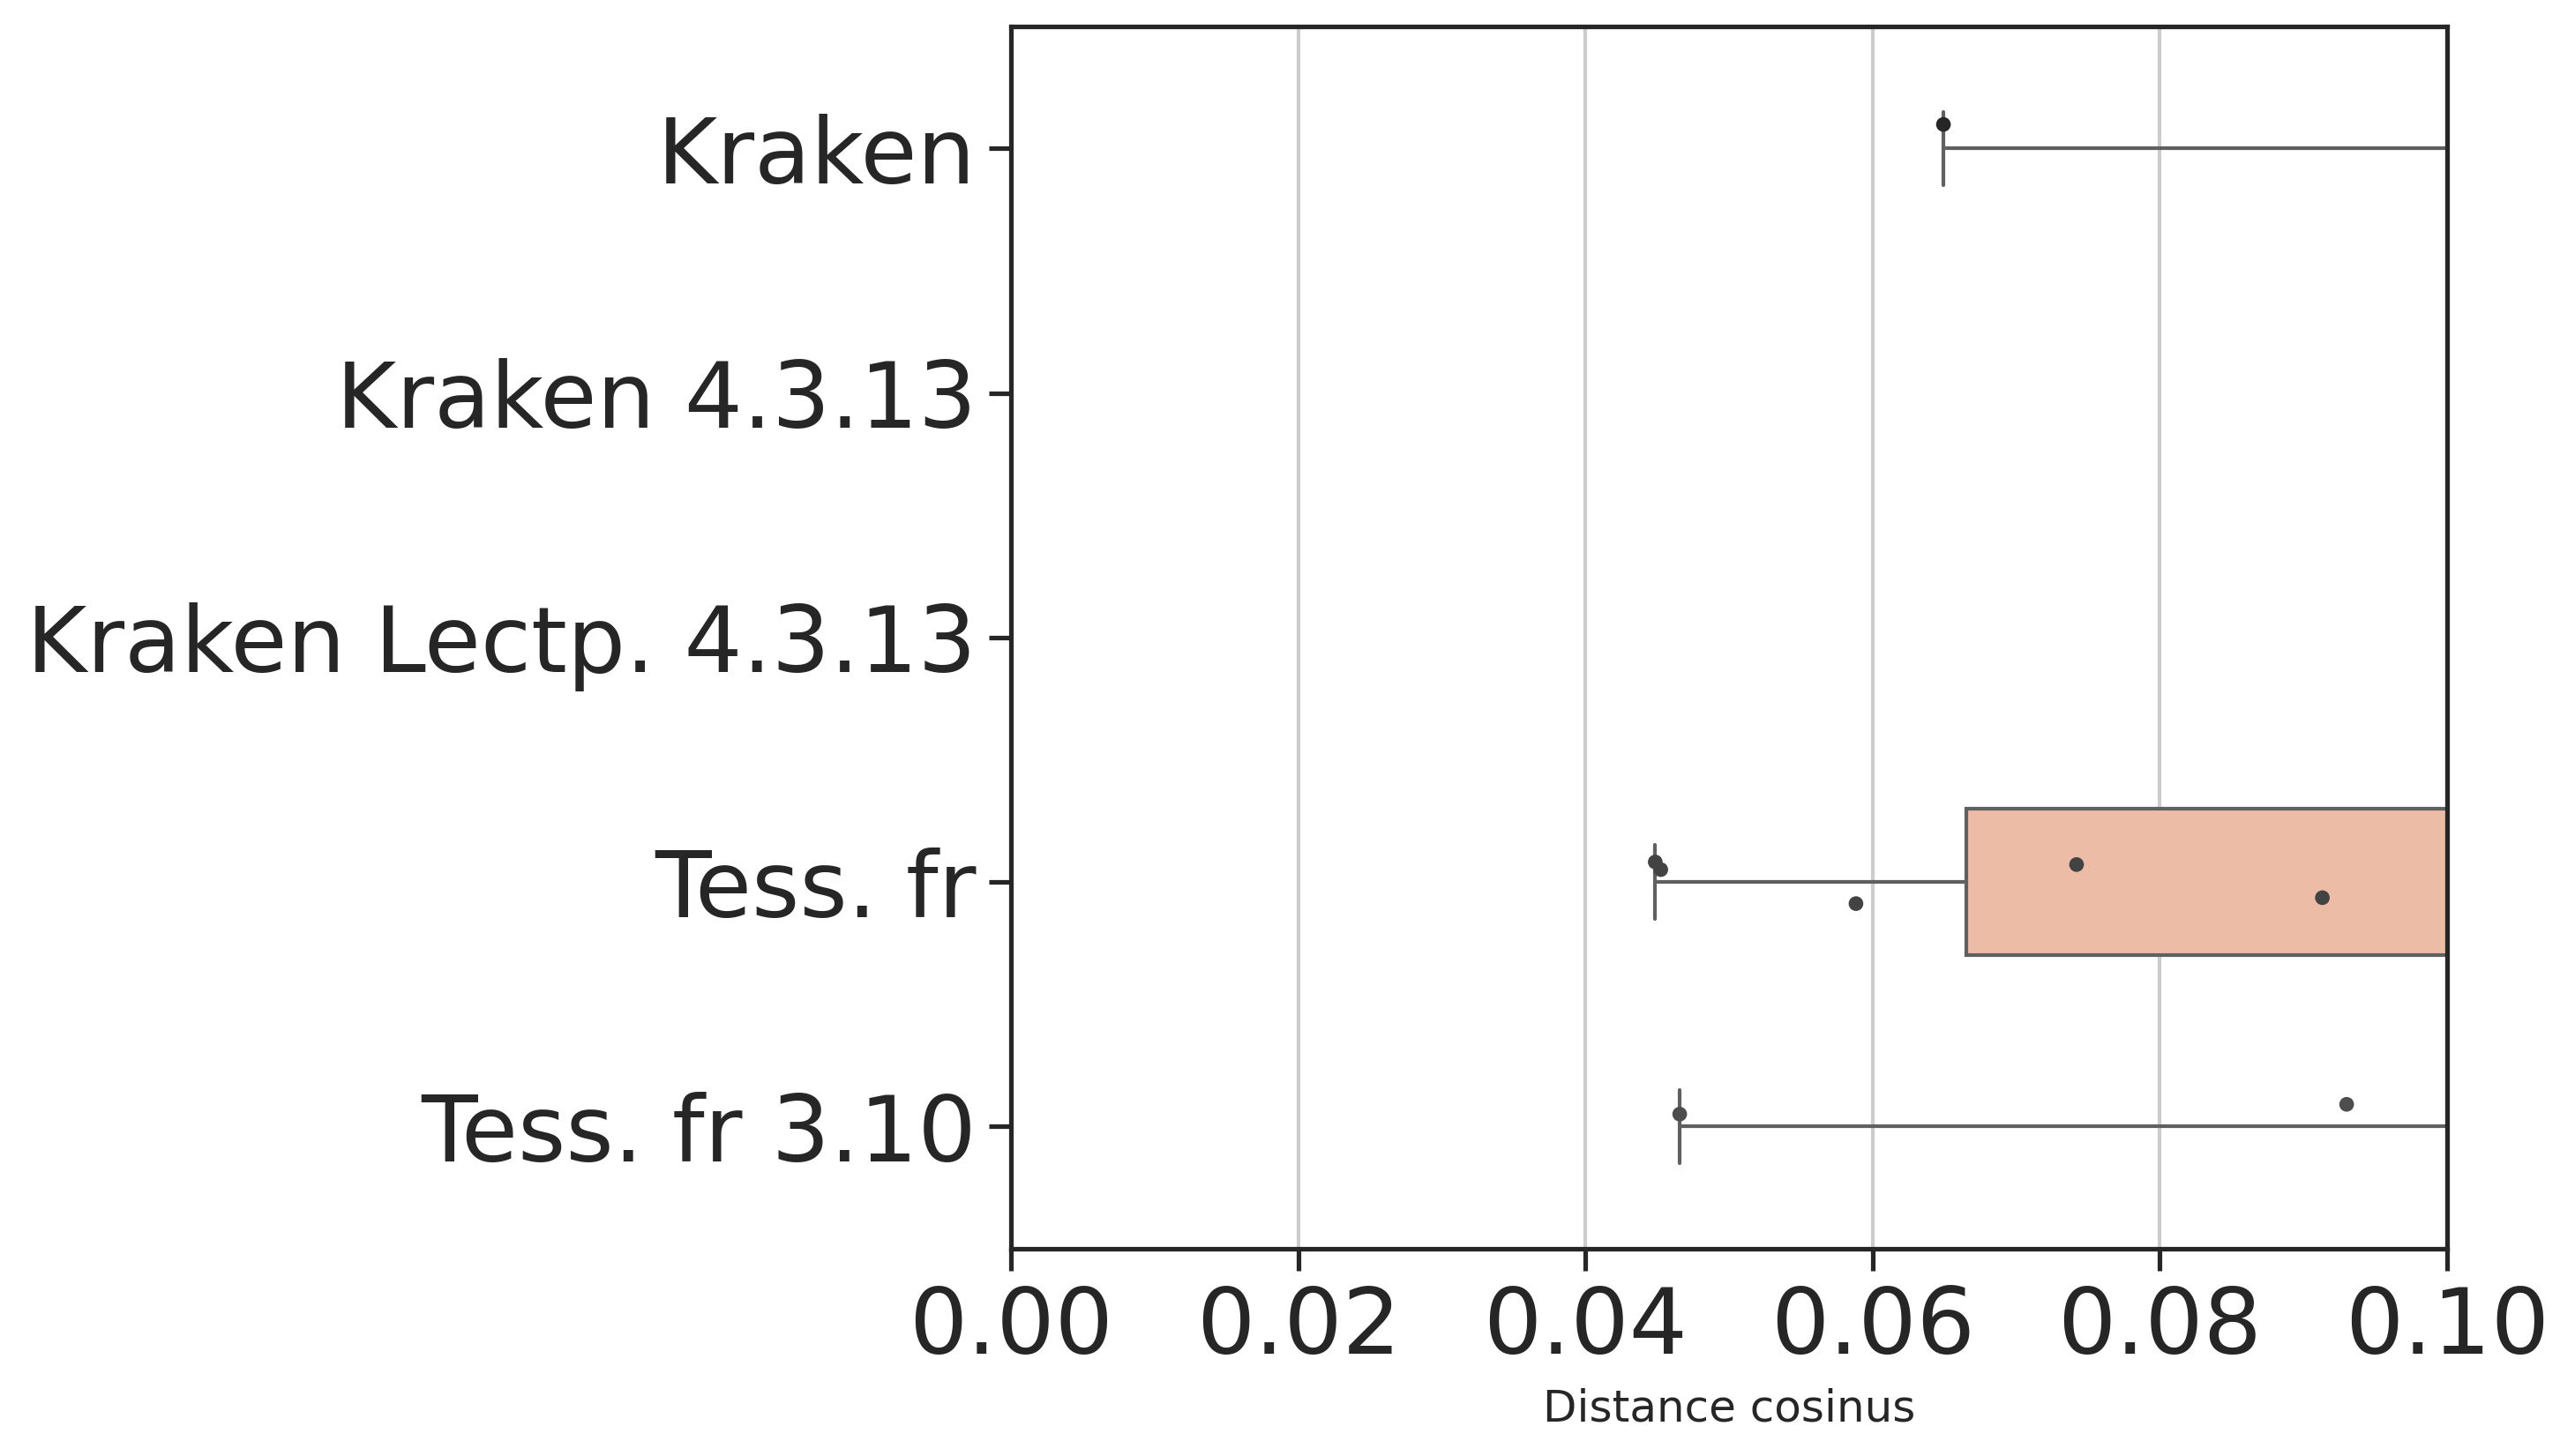 Kraken
Kraken 4.3.13
Kraken Lectp. 4.3.13
Tess. fr
Tess. fr 3.10
0.00 0.02 0.04 0.06 0.08 0.10
Distance cosinus